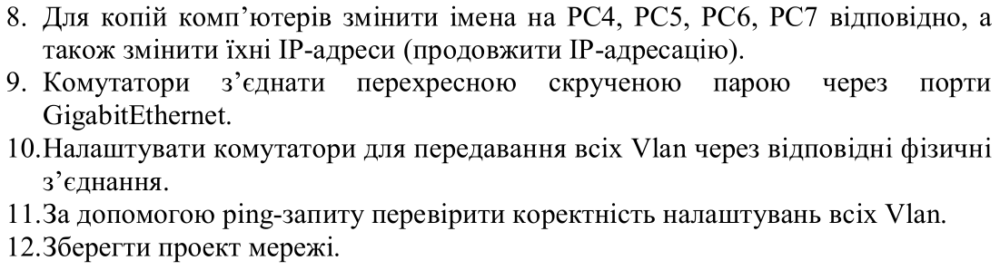 8. Для копій комп’ютерів змінити імена на PC4, PC5, PC6, PC7 відповідно, а
також змінити їхні IP-адреси (продовжити IP-адресацію).
9. Комутатори з’єднати перехресною скрученою парою через порти
GigabitEthernet.
10.Налаштувати комутатори для передавання всіх Vlan через відповідні фізичні
з’єднання.
11.За допомогою ping-запиту перевірити коректність налаштувань всіх Vlan.
12.Зберегти проект мережі.